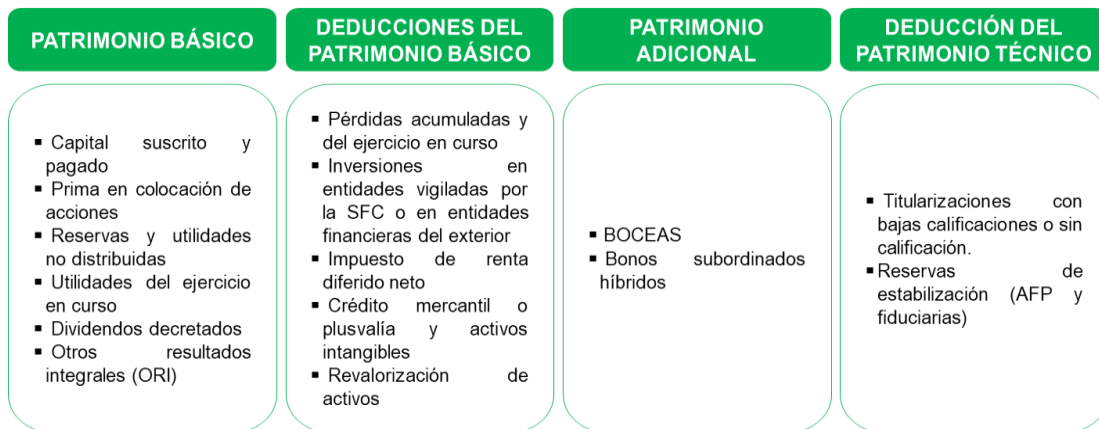 PATRIMONIO BÁSICO
DEDUCCIONES DEL
PATRIMONIO BÁSICO
PATRIMONIO
ADICIONAL
DEDUCCIÓN DEL
PATRIMONIO TÉCNICO
▪ Capital suscrito y
pagado
▪ Prima en colocación de
acciones
▪ Reservas y utilidades
no distribuidas
▪ Utilidades del ejercicio
en curso
▪ Dividendos decretados
▪ Otros resultados
integrales (ORI)
▪ Pérdidas acumuladas y
del ejercicio en curso
▪ Inversiones en
entidades vigiladas por
la SFC o en entidades
financieras del exterior
▪ Impuesto de renta
diferido neto
▪ Crédito mercantil o
plusvalía y activos
intangibles
▪ Revalorización de
activos
▪ BOCEAS
▪ Bonos subordinados
híbridos
▪ Titularizaciones con
bajas calificaciones o sin
calificación.
▪ Reservas de
estabilización (AFP y
fiduciarias)